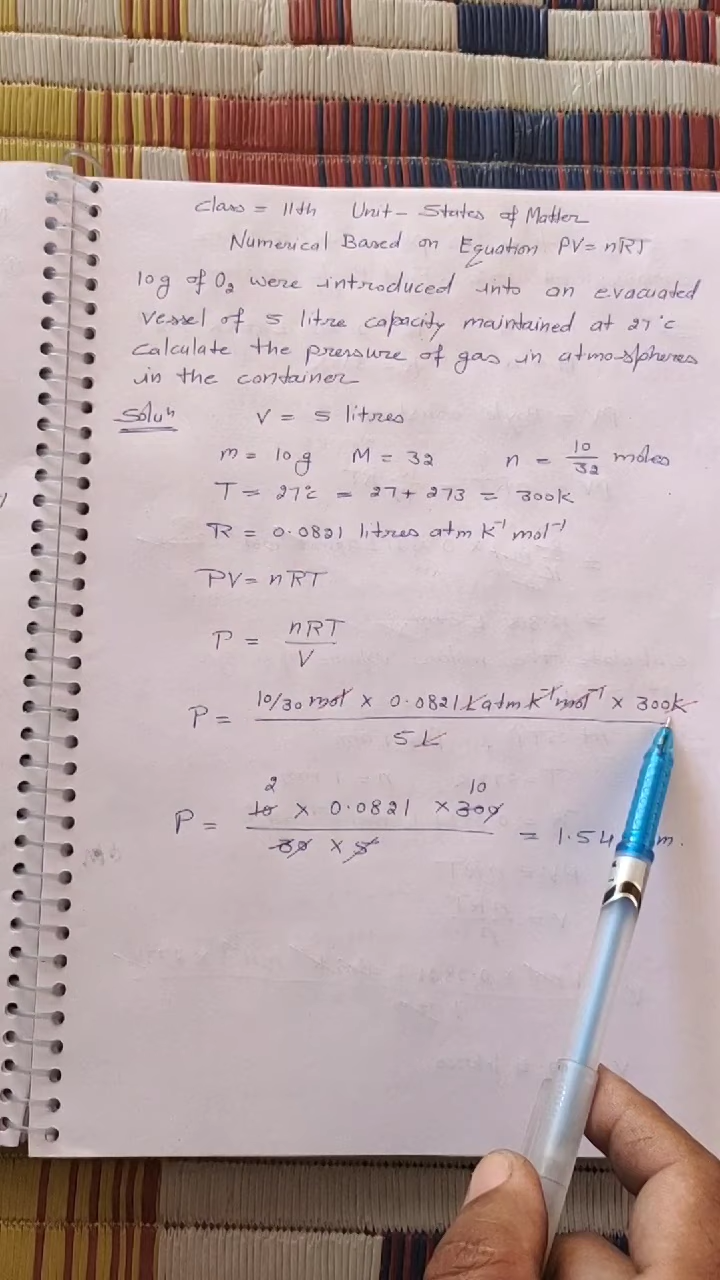 Class = 11th Unit - States of Matter
Numerical Based on Equation PV = nRT
10g of O2 were introduced into an evacuated
vessel of 5 litre capacity maintained at 27°c
Calculate the pressure of gas in atmospheres
in the container
Solun V = 5 litres
m = 10g M = 32 n = 10/32 moles
T = 27°c = 27 + 273 = 300k
R = 0.0821 litres atm k⁻¹ mol⁻¹
PV = nRT
P = nRT/V
P = 10/30 mol × 0.0821 L atm k⁻¹ mol⁻¹ × 300k
5 L
2 10
P = 10 × 0.0821 × 300
30 × 5 = 1.54 m.